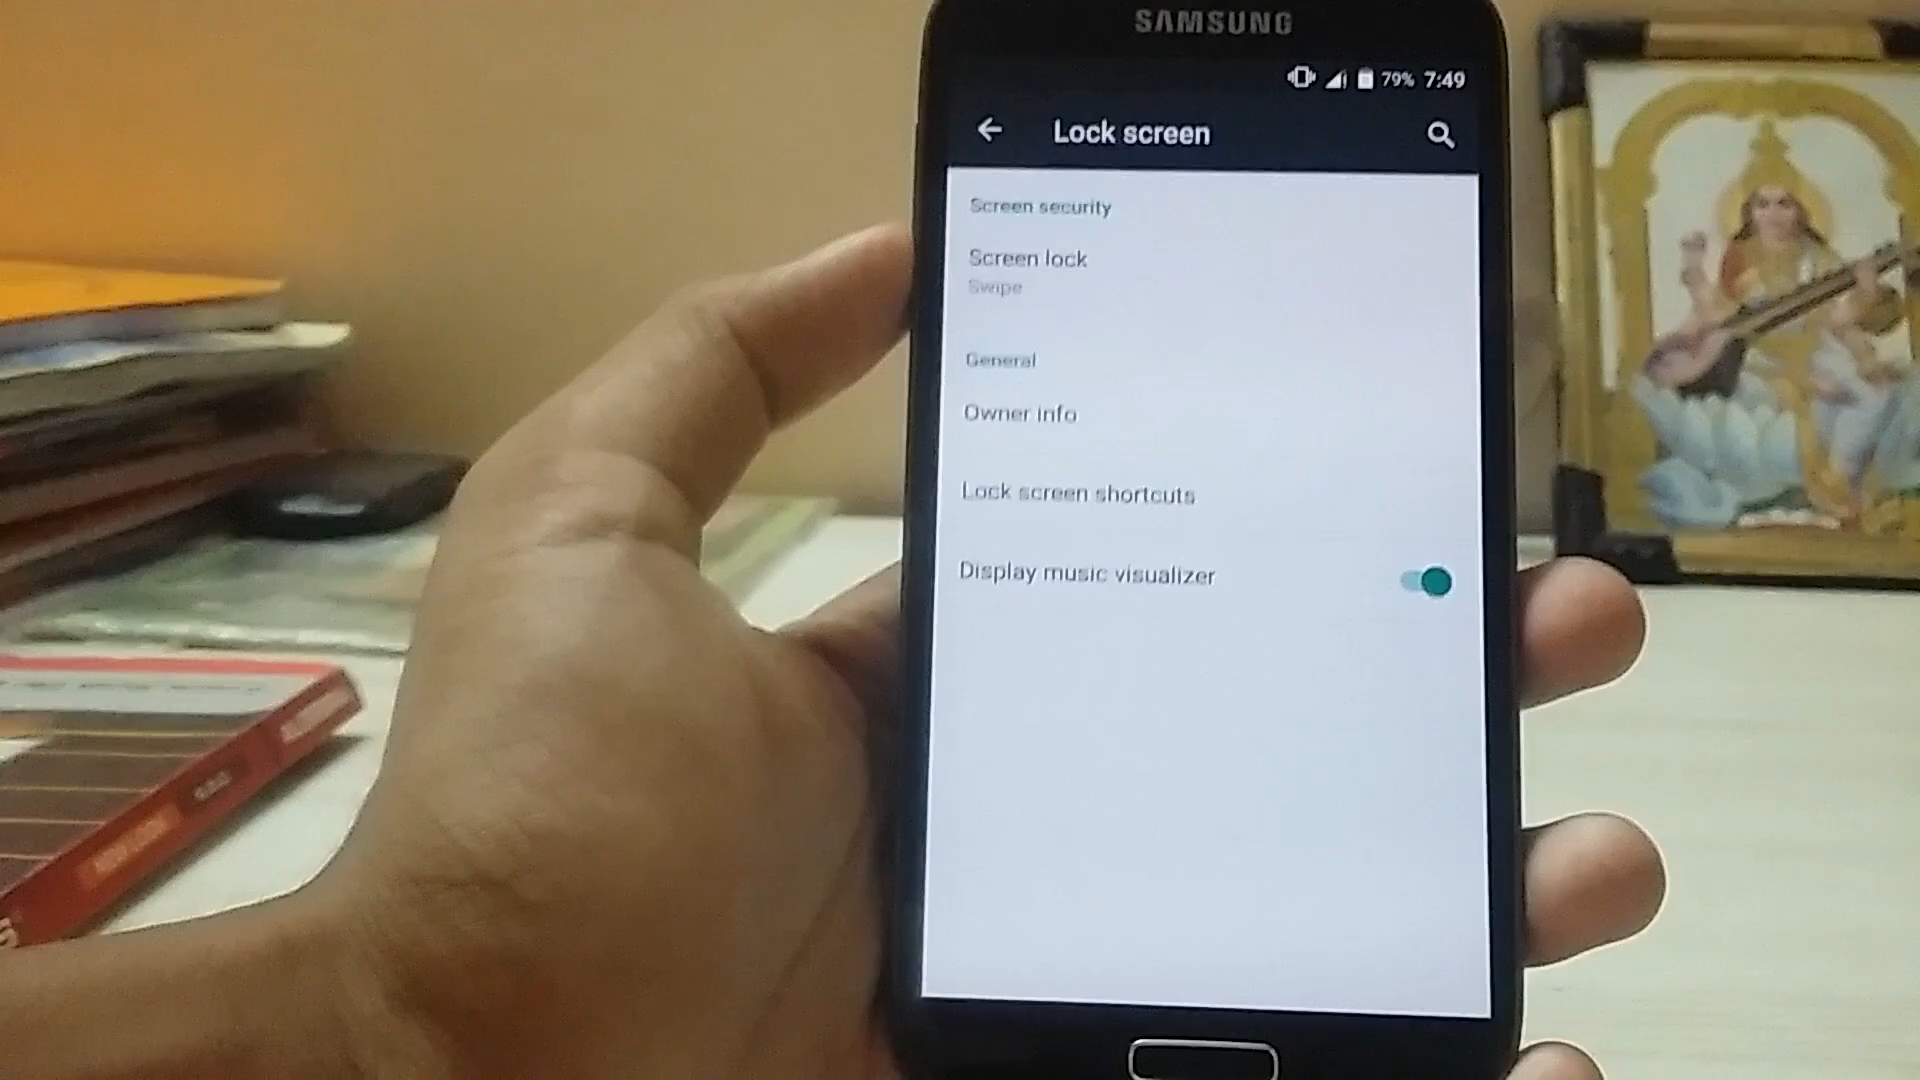 SAMSUNG
79% 7:49
Lock screen
Screen security
Screen lock
Swipe
General
Owner info
Lock screen shortcuts
Display music visualizer